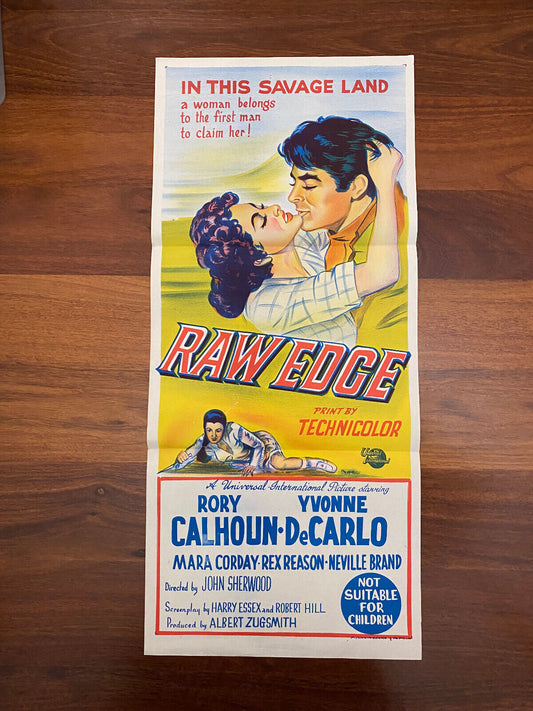 IN THIS SAVAGE LAND
a woman belongs
to the first man
to claim her!
RAW EDGE
PRINT BY
TECHNICOLOR
A Universal-International Picture starring
RORY YVONNE
CALHOUN·DeCARLO
MARA CORDAY·REX REASON·NEVILLE BRAND
Directed by JOHN SHERWOOD
Screenplay by HARRY ESSEX and ROBERT HILL
Produced by ALBERT ZUGSMITH
NOT
SUITABLE
FOR
CHILDREN